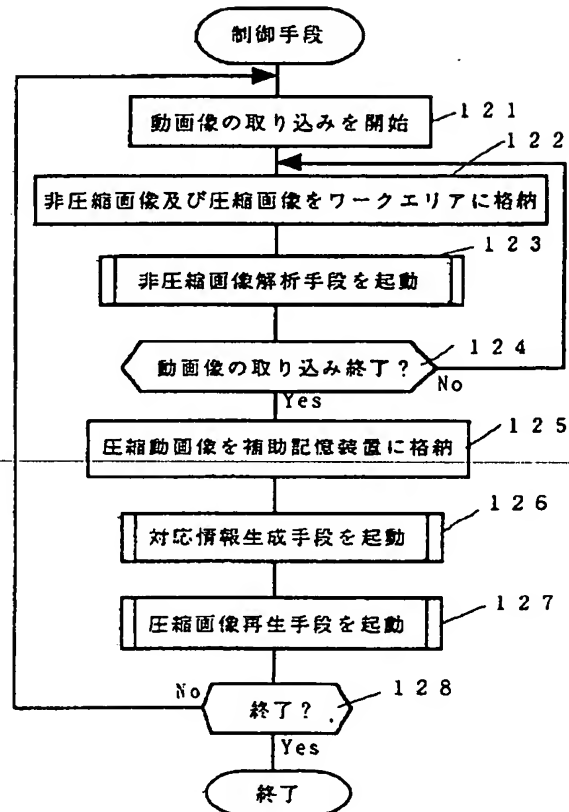 制御手段
動画像の取り込みを開始
121
122
非圧縮画像及び圧縮画像をワークエリアに格納
123
非圧縮画像解析手段を起動
動画像の取り込み終了?
124
No
Yes
圧縮動画像を補助記憶装置に格納
125
126
対応情報生成手段を起動
圧縮画像再生手段を起動
127
No
終了?
128
Yes
終了